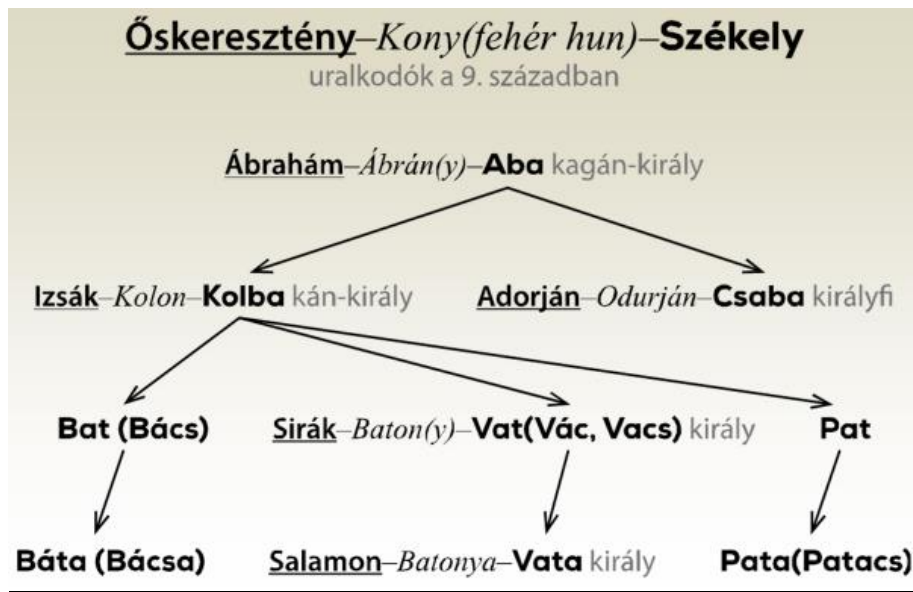 Őskeresztény–Kony(fehér hun)–Székely
uralkodók a 9. században
Ábrahám–Ábrán(y)–Aba kagán-király
Izsák–Kolon–Kolba kán-király
Adorján–Odurján–Csaba királyfi
Bat (Bács)
Sirák–Baton(y)–Vat(Vác, Vacs) király
Pat
Báta (Bácsa)
Salamon–Batonya–Vata király
Pata(Patacs)